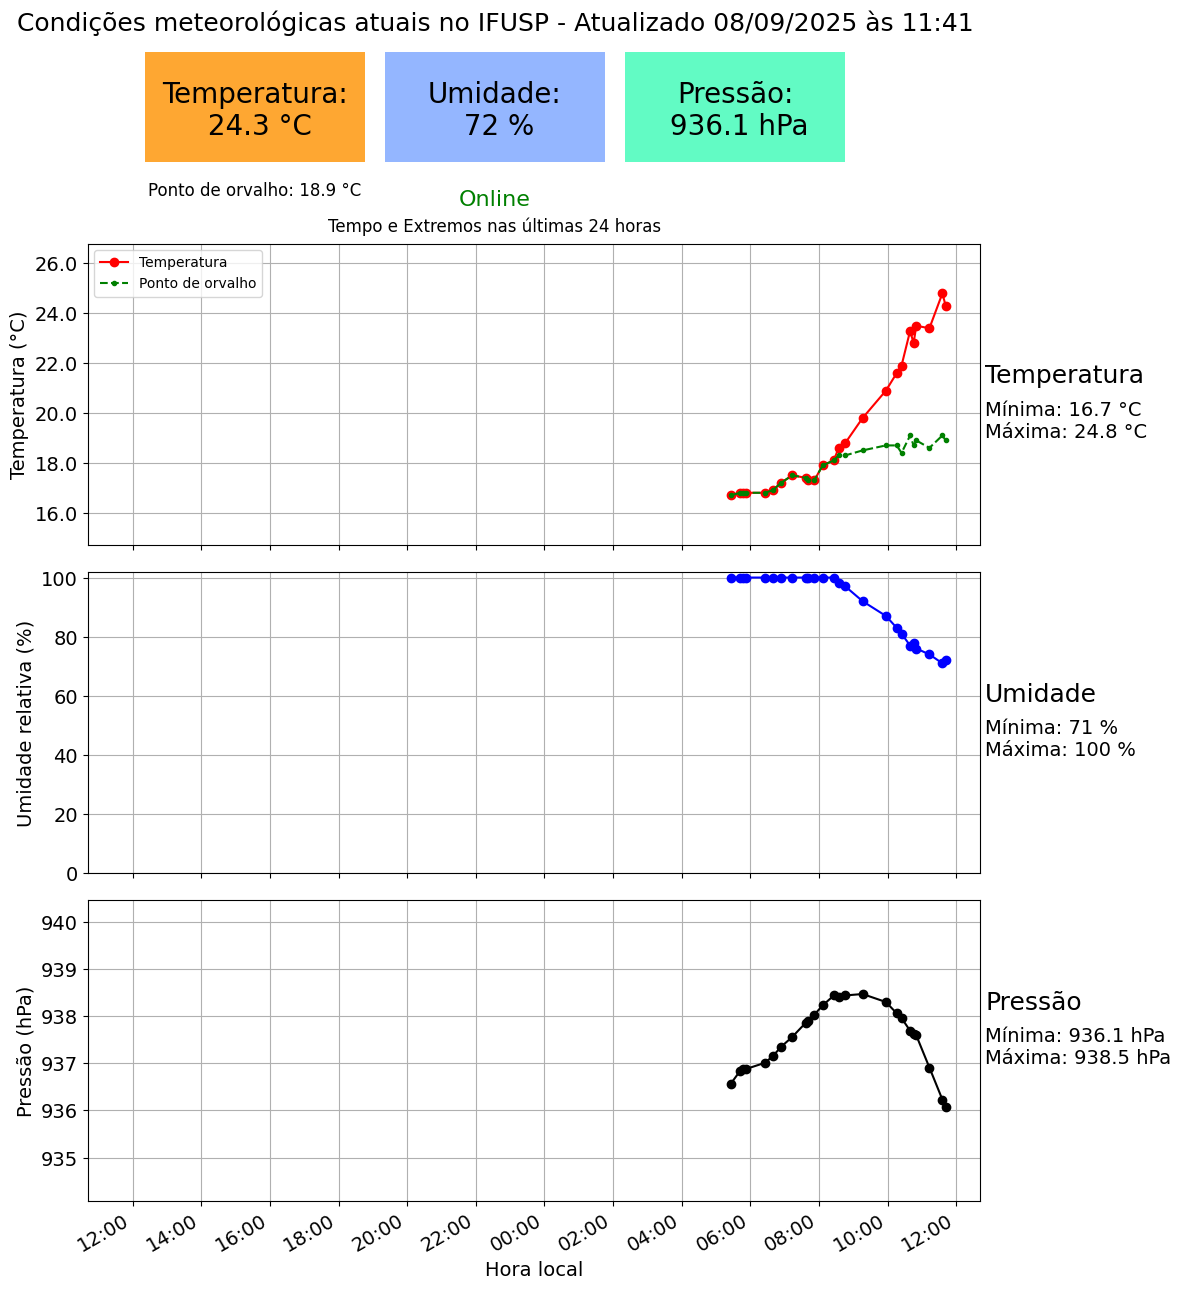 Condições meteorológicas atuais no IFUSP - Atualizado 08/09/2025 às 11:41
Temperatura:
24.3 °C
Umidade:
72 %
Pressão:
936.1 hPa
Ponto de orvalho: 18.9 °C
Online
Tempo e Extremos nas últimas 24 horas
Temperatura
Ponto de orvalho
Temperatura (°C)
26.0
24.0
22.0
20.0
18.0
16.0
Temperatura
Mínima: 16.7 °C
Máxima: 24.8 °C
Umidade relativa (%)
100
80
60
40
20
0
Umidade
Mínima: 71 %
Máxima: 100 %
Pressão (hPa)
940
939
938
937
936
935
Pressão
Mínima: 936.1 hPa
Máxima: 938.5 hPa
12:00 14:00 16:00 18:00 20:00 22:00 00:00 02:00 04:00 06:00 08:00 10:00 12:00
Hora local